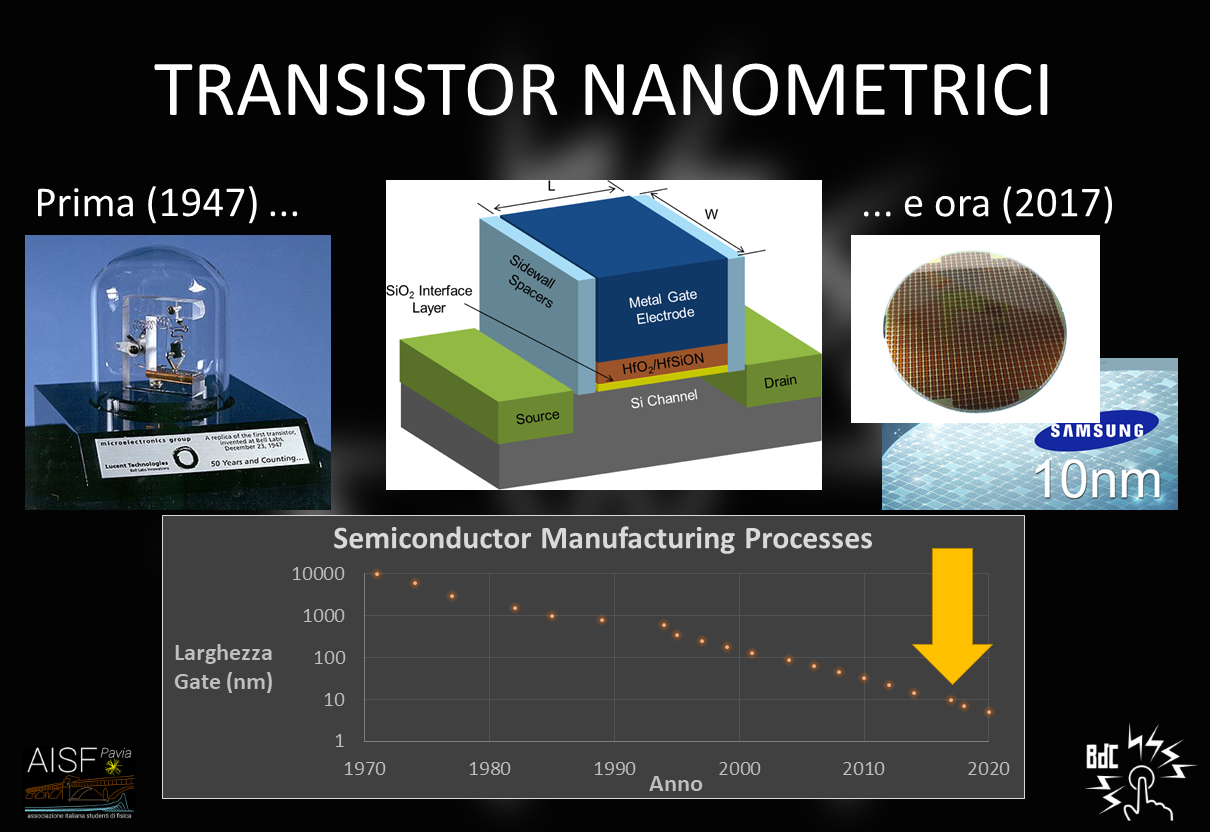 TRANSISTOR NANOMETRICI
Prima (1947) ...
... e ora (2017)
microelectronics group
Lucent Technologies
Bell Labs Innovations
A replica of the first transistor,
invented at Bell Labs,
December 23, 1947
50 Years and Counting...
L
W
Sidewall
Spacers
SiO₂ Interface
Layer
Metal Gate
Electrode
HfO₂/HfSiON
Si Channel
Source
Drain
SAMSUNG
10nm
Semiconductor Manufacturing Processes
Larghezza
Gate (nm)
10000
1000
100
10
1
1970
1980
1990
2000
2010
2020
Anno
AISF Pavia
associazione italiana studenti di fisica
BdC